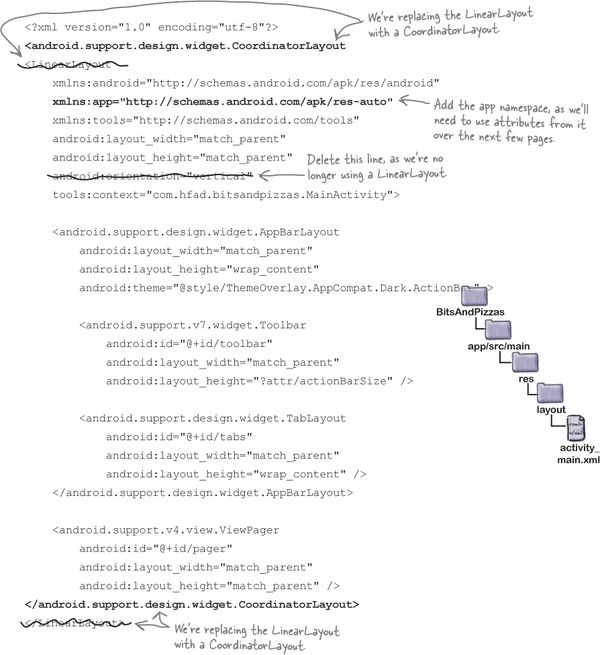 We're replacing the LinearLayout
with a CoordinatorLayout.
<?xml version="1.0" encoding="utf-8"?>
<android.support.design.widget.CoordinatorLayout
<LinearLayout
xmlns:android="http://schemas.android.com/apk/res/android"
xmlns:app="http://schemas.android.com/apk/res-auto"
Add the app namespace, as we'll
need to use attributes from it
over the next few pages.
xmlns:tools="http://schemas.android.com/tools"
android:layout_width="match_parent"
android:layout_height="match_parent"
android:orientation="vertical"
Delete this line, as we're no
longer using a LinearLayout.
tools:context="com.hfad.bitsandpizzas.MainActivity">
<android.support.design.widget.AppBarLayout
android:layout_width="match_parent"
android:layout_height="wrap_content"
android:theme="@style/ThemeOverlay.AppCompat.Dark.ActionBar" >
<android.support.v7.widget.Toolbar
android:id="@+id/toolbar"
android:layout_width="match_parent"
android:layout_height="?attr/actionBarSize" />
<android.support.design.widget.TabLayout
android:id="@+id/tabs"
android:layout_width="match_parent"
android:layout_height="wrap_content" />
</android.support.design.widget.AppBarLayout>
<android.support.v4.view.ViewPager
android:id="@+id/pager"
android:layout_width="match_parent"
android:layout_height="match_parent" />
</android.support.design.widget.CoordinatorLayout>
</LinearLayout>
We're replacing the LinearLayout
with a CoordinatorLayout.
BitsAndPizzas
app/src/main
res
layout
<xml>
</xml>
activity_
main.xml